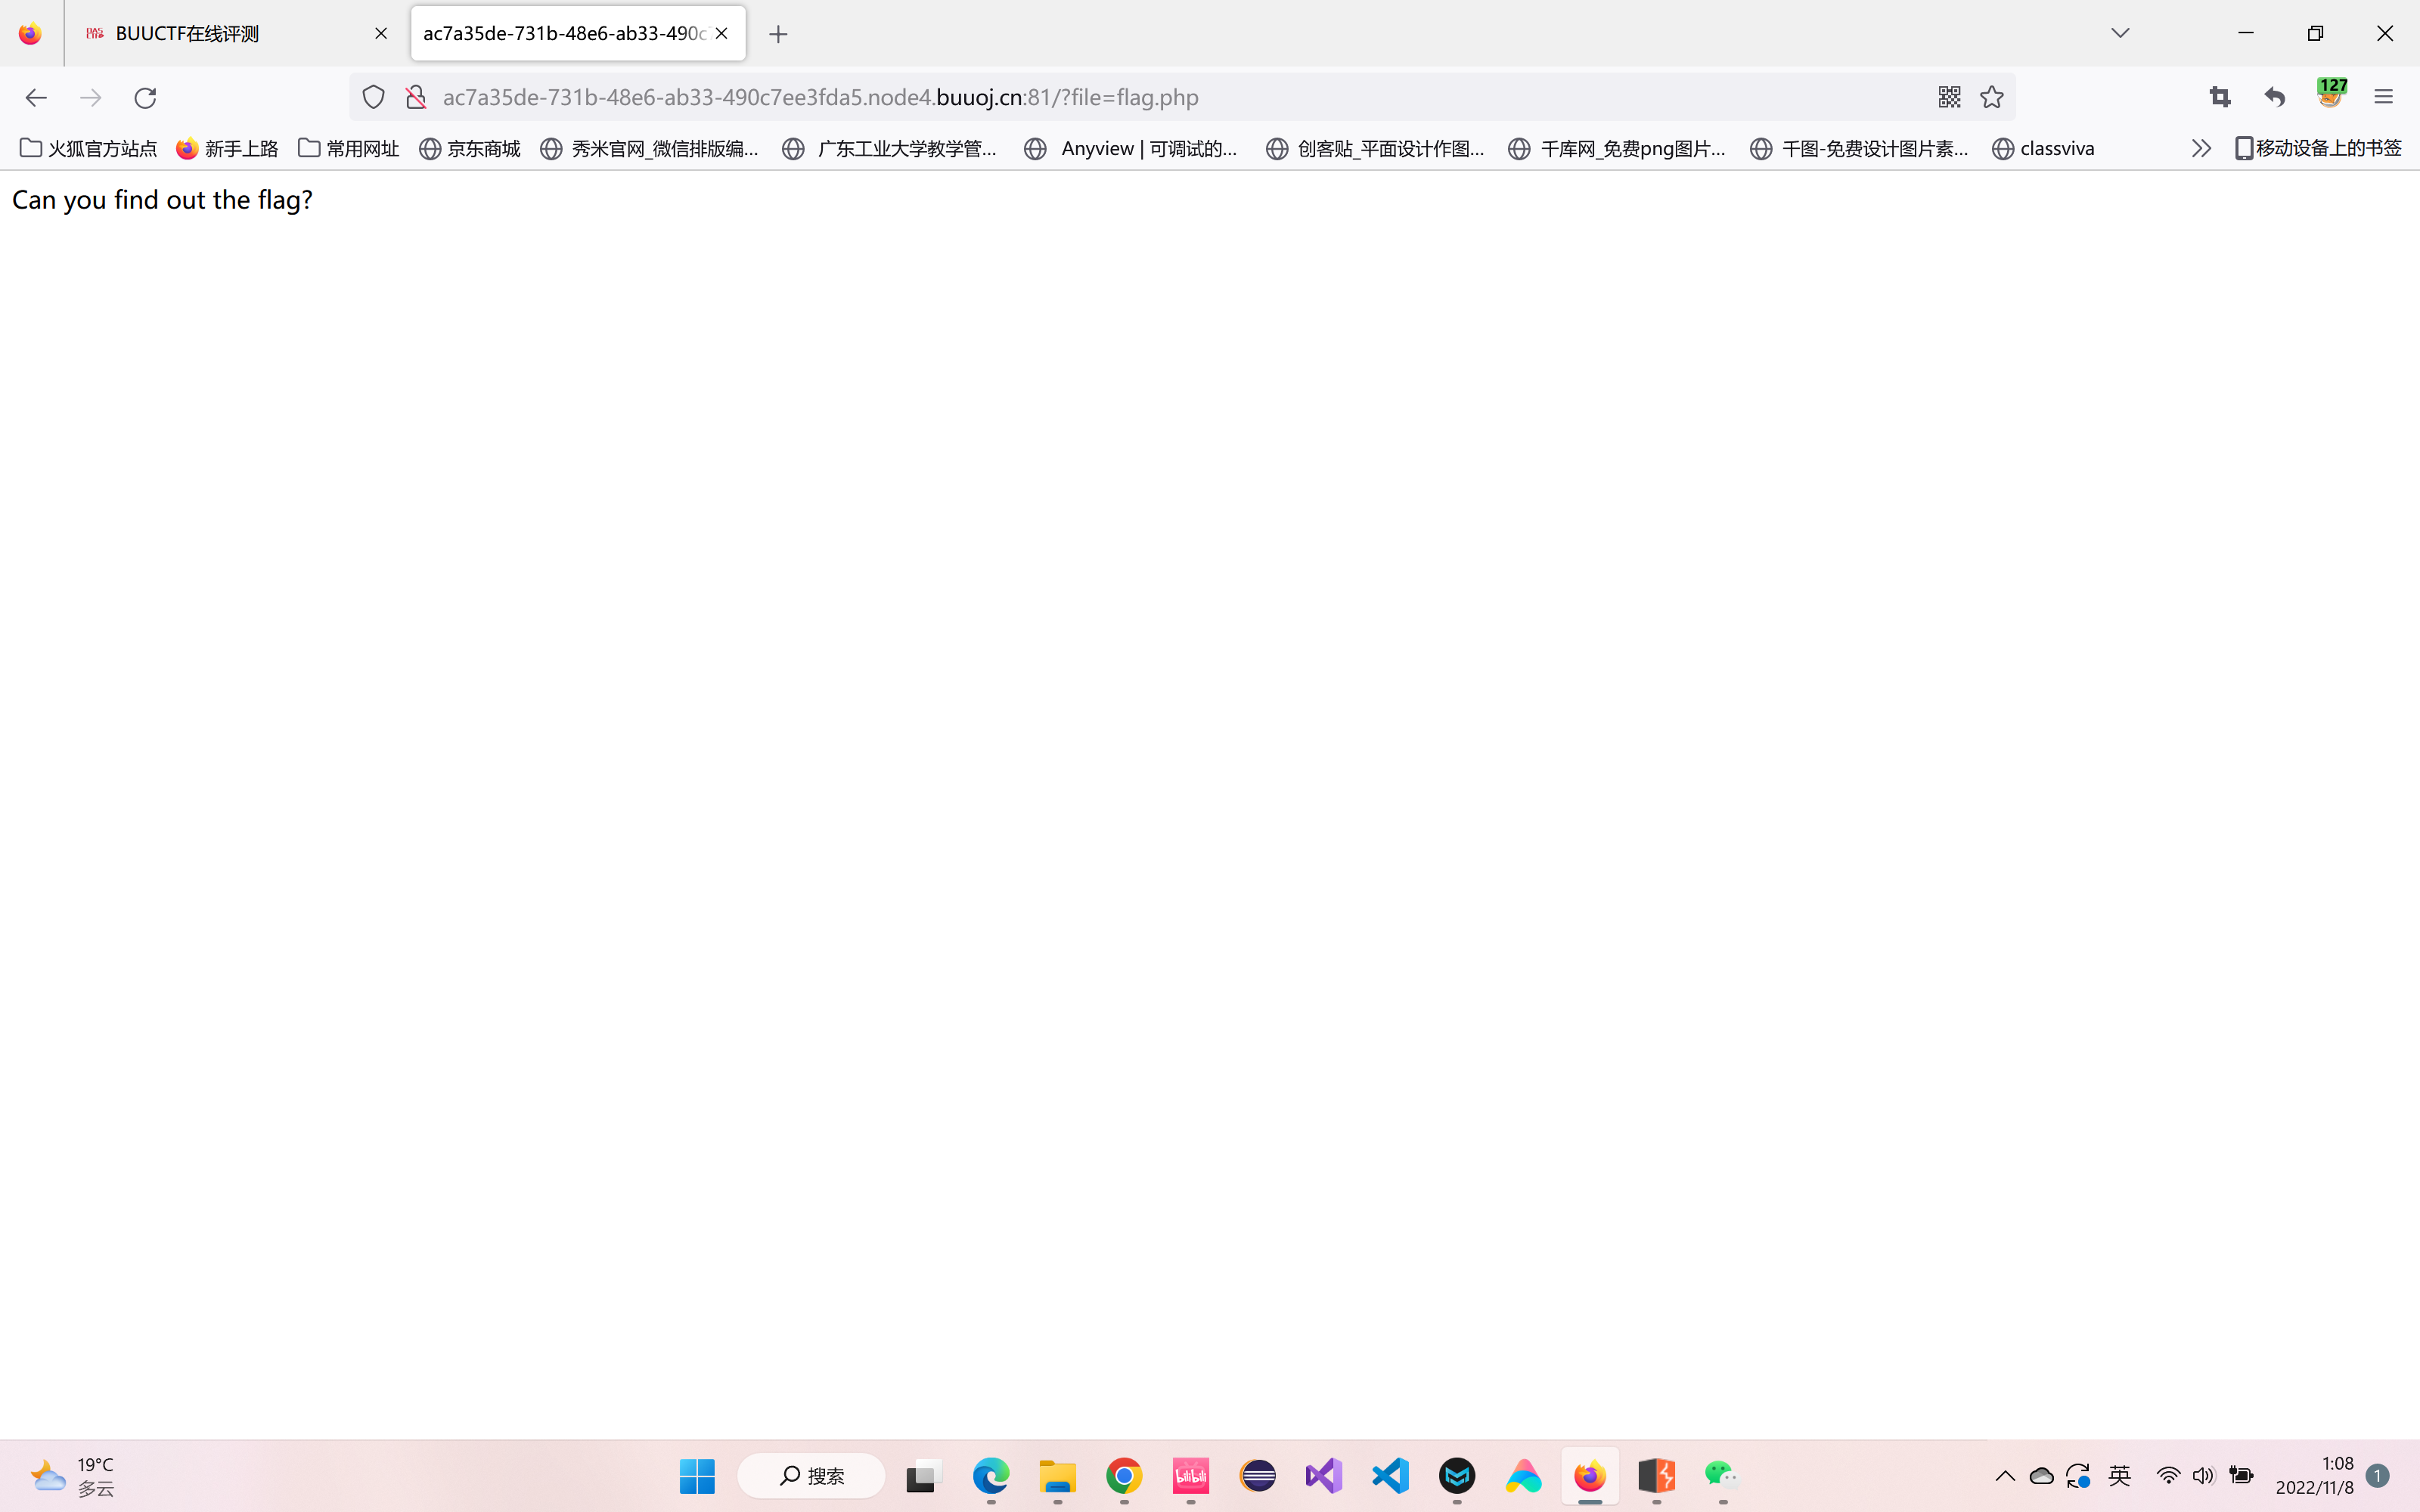 BUUCTF在线评测
ac7a35de-731b-48e6-ab33-490c
ac7a35de-731b-48e6-ab33-490c7ee3fda5.node4.buuoj.cn:81/?file=flag.php
127
火狐官方站点 新手上路 常用网址 京东商城 秀米官网_微信排版编... 广东工业大学教学管... Anyview | 可调试的... 创客贴_平面设计作图... 千库网_免费png图片... 千图-免费设计图片素... classviva 移动设备上的书签
Can you find out the flag?
19°C
多云
搜索
bilibili
英
1:08
2022/11/8
1